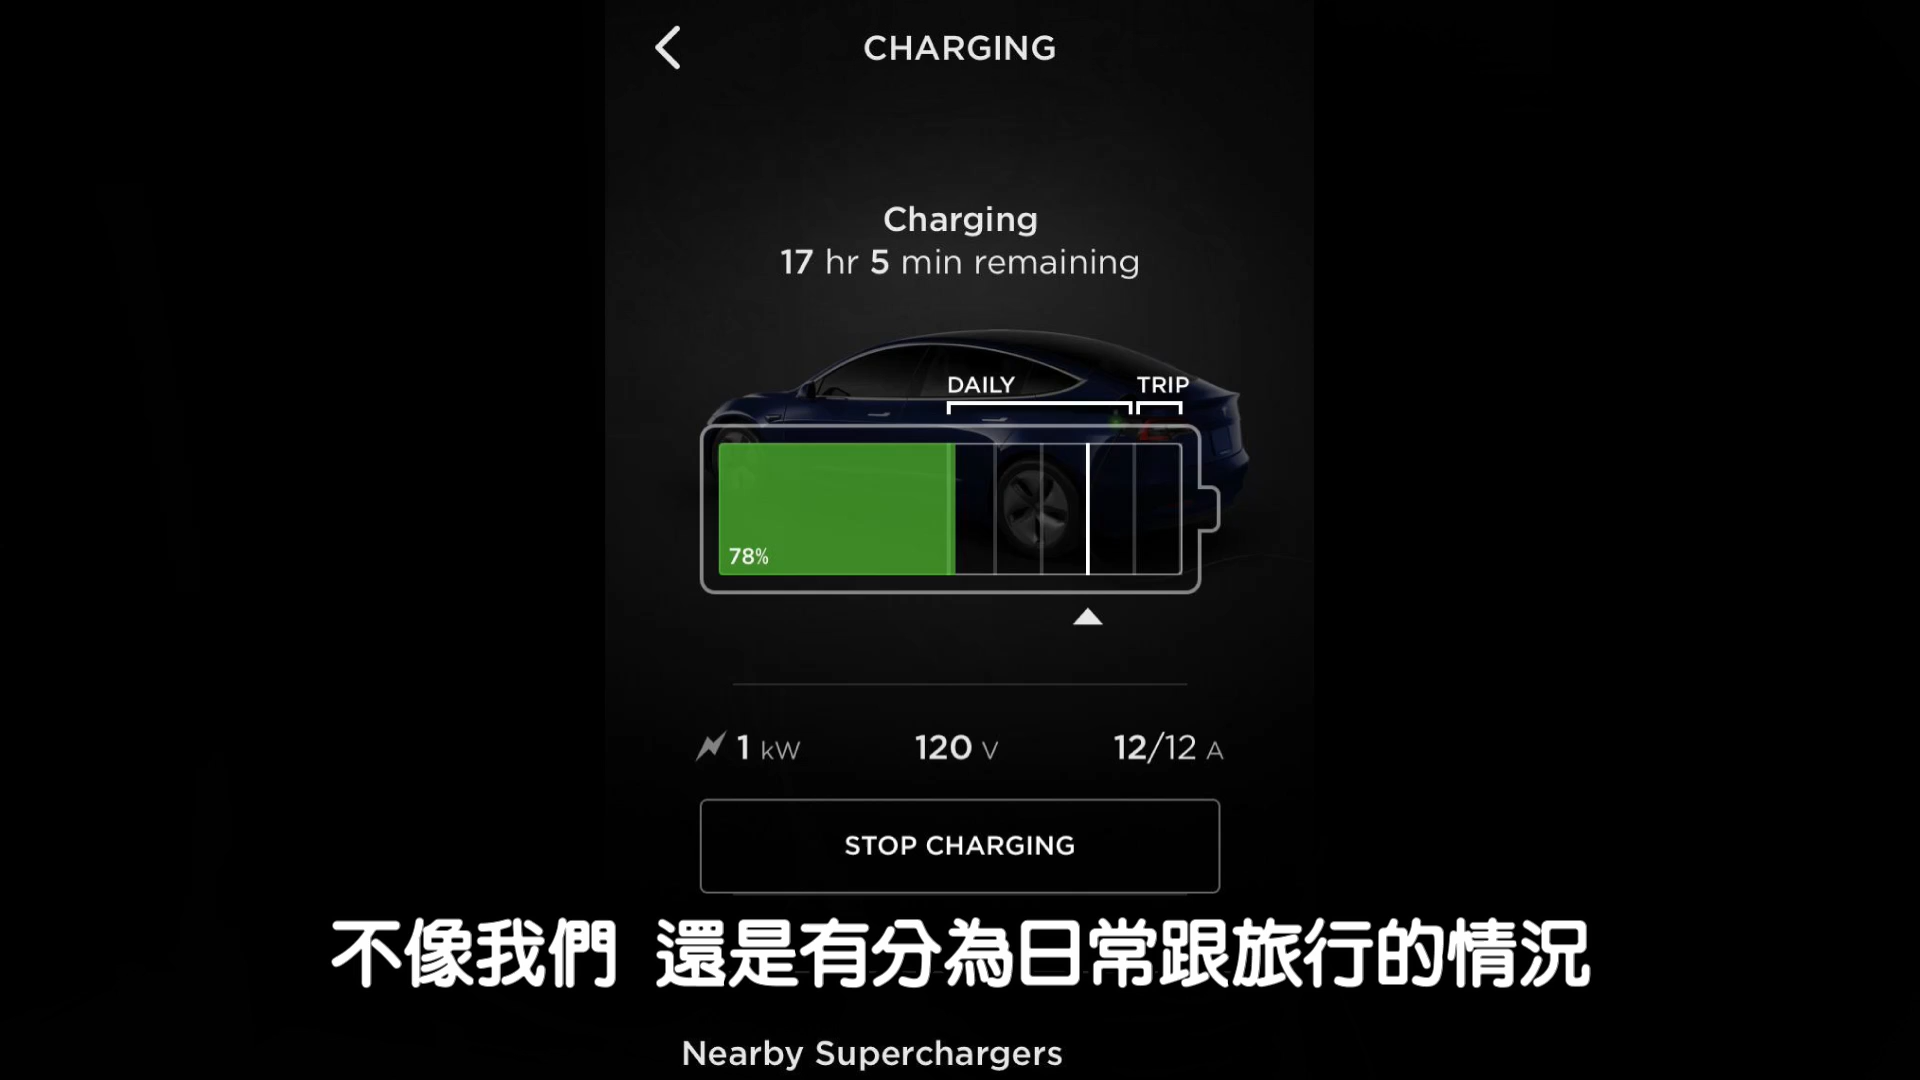 CHARGING
Charging
17 hr 5 min remaining
DAILY TRIP
78%
1 kW 120 V 12/12 A
STOP CHARGING
不像我們 還是有分為日常跟旅行的情況
Nearby Superchargers